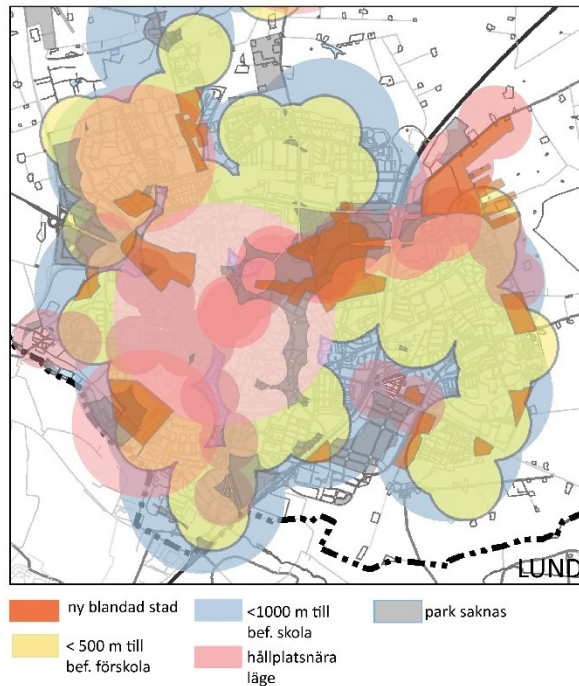 LUND
ny blandad stad
< 500 m till
bef. förskola
<1000 m till
bef. skola
hållplatsnära
läge
park saknas